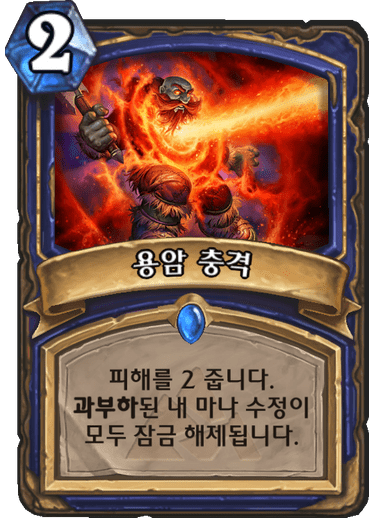 2
용암 충격
피해를 2 줍니다.
과부하된 내 마나 수정이
모두 잠금 해제됩니다.